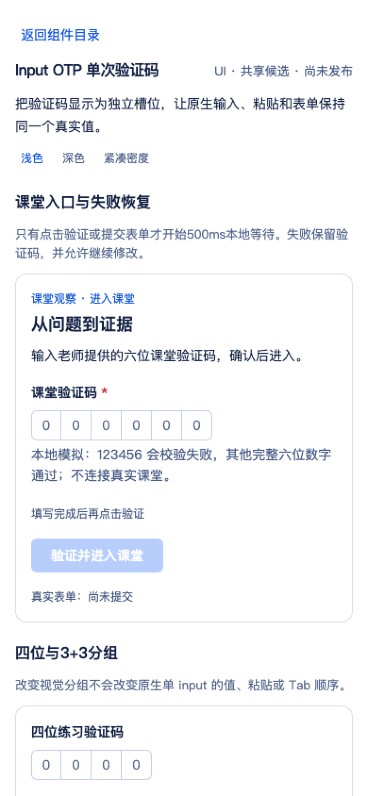 返回组件目录
Input OTP 单次验证码
UI · 共享候选 · 尚未发布
把验证码显示为独立槽位，让原生输入、粘贴和表单保持
同一个真实值。
浅色 深色 紧凑密度
课堂入口与失败恢复
只有点击验证或提交表单才开始500ms本地等待。失败保留验
证码，并允许继续修改。
课堂观察 · 进入课堂
从问题到证据
输入老师提供的六位课堂验证码，确认后进入。
课堂验证码 *
0 0 0 0 0 0
本地模拟：123456 会校验失败，其他完整六位数字
通过；不连接真实课堂。
填写完成后再点击验证
验证并进入课堂
真实表单：尚未提交
四位与3+3分组
改变视觉分组不会改变原生单 input 的值、粘贴或 Tab 顺序。
四位练习验证码
0 0 0 0